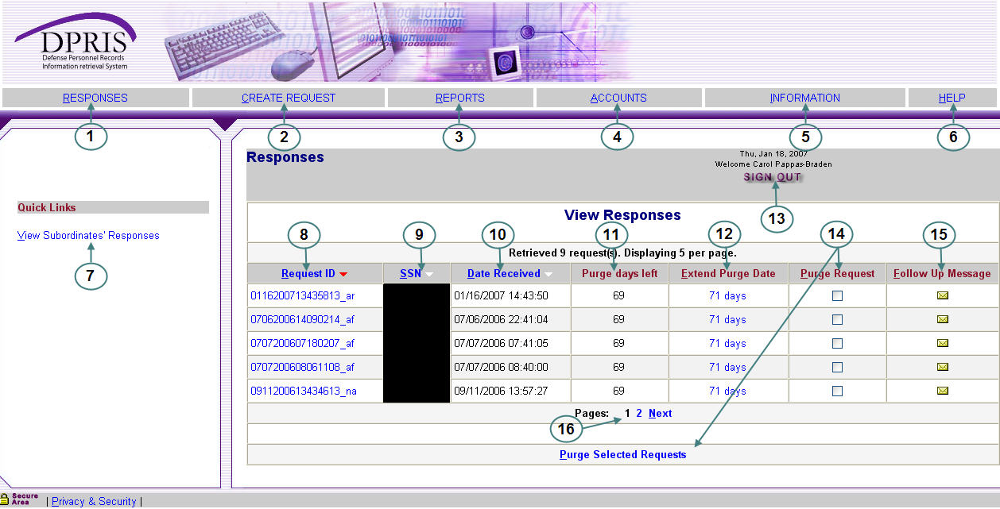 DPRIS
Defense Personnel Records
Information retrieval System
RESPONSES CREATE REQUEST REPORTS ACCOUNTS INFORMATION HELP
1 2 3 4 5 6
Responses
Thu, Jan 18, 2007
Welcome Carol Pappas-Braden
SIGN OUT
13
Quick Links
View Subordinates' Responses
7
View Responses
8 9 10 11 12 14 15
Retrieved 9 request(s). Displaying 5 per page.
Request ID SSN Date Received Purge days left Extend Purge Date Purge Request Follow Up Message
0116200713435813_ar 01/16/2007 14:43:50 69 71 days
0706200614090214_af 07/06/2006 22:41:04 69 71 days
0707200607180207_af 07/07/2006 07:41:05 69 71 days
0707200608061108_af 07/07/2006 08:40:00 69 71 days
0911200613434613_na 09/11/2006 13:57:27 69 71 days
Pages: 1 2 Next
16
Purge Selected Requests
Secure
Area
| Privacy & Security |